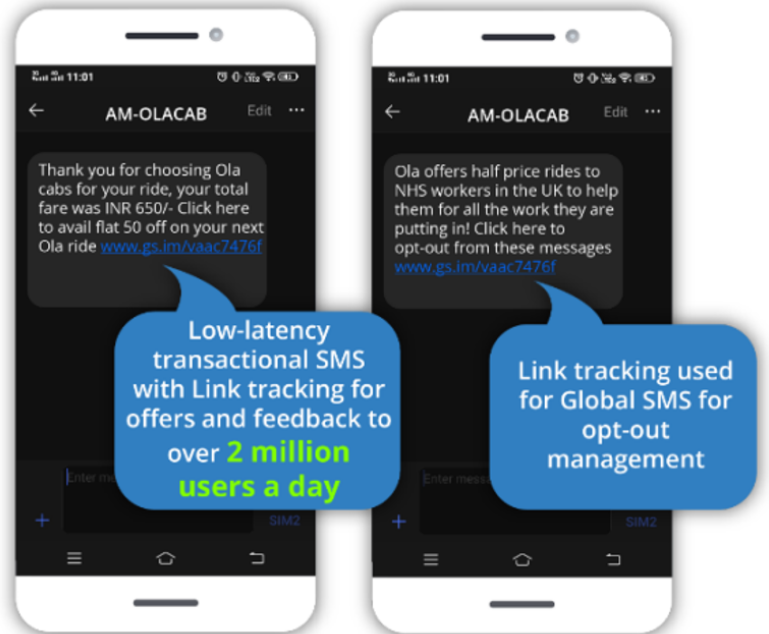 11:01
AM-OLACAB
Edit
Thank you for choosing Ola
cabs for your ride, your total
fare was INR 650/- Click here
to avail flat 50 off on your next
Ola ride www.gs.im/vaac7476f
Low-latency
transactional SMS
with Link tracking for
offers and feedback to
over 2 million
users a day
SIM2
11:01
AM-OLACAB
Edit
Ola offers half price rides to
NHS workers in the UK to help
them for all the work they are
putting in! Click here to
opt-out from these messages
www.gs.im/vaac7476f
Link tracking used
for Global SMS for
opt-out
management
Enter
SIM2